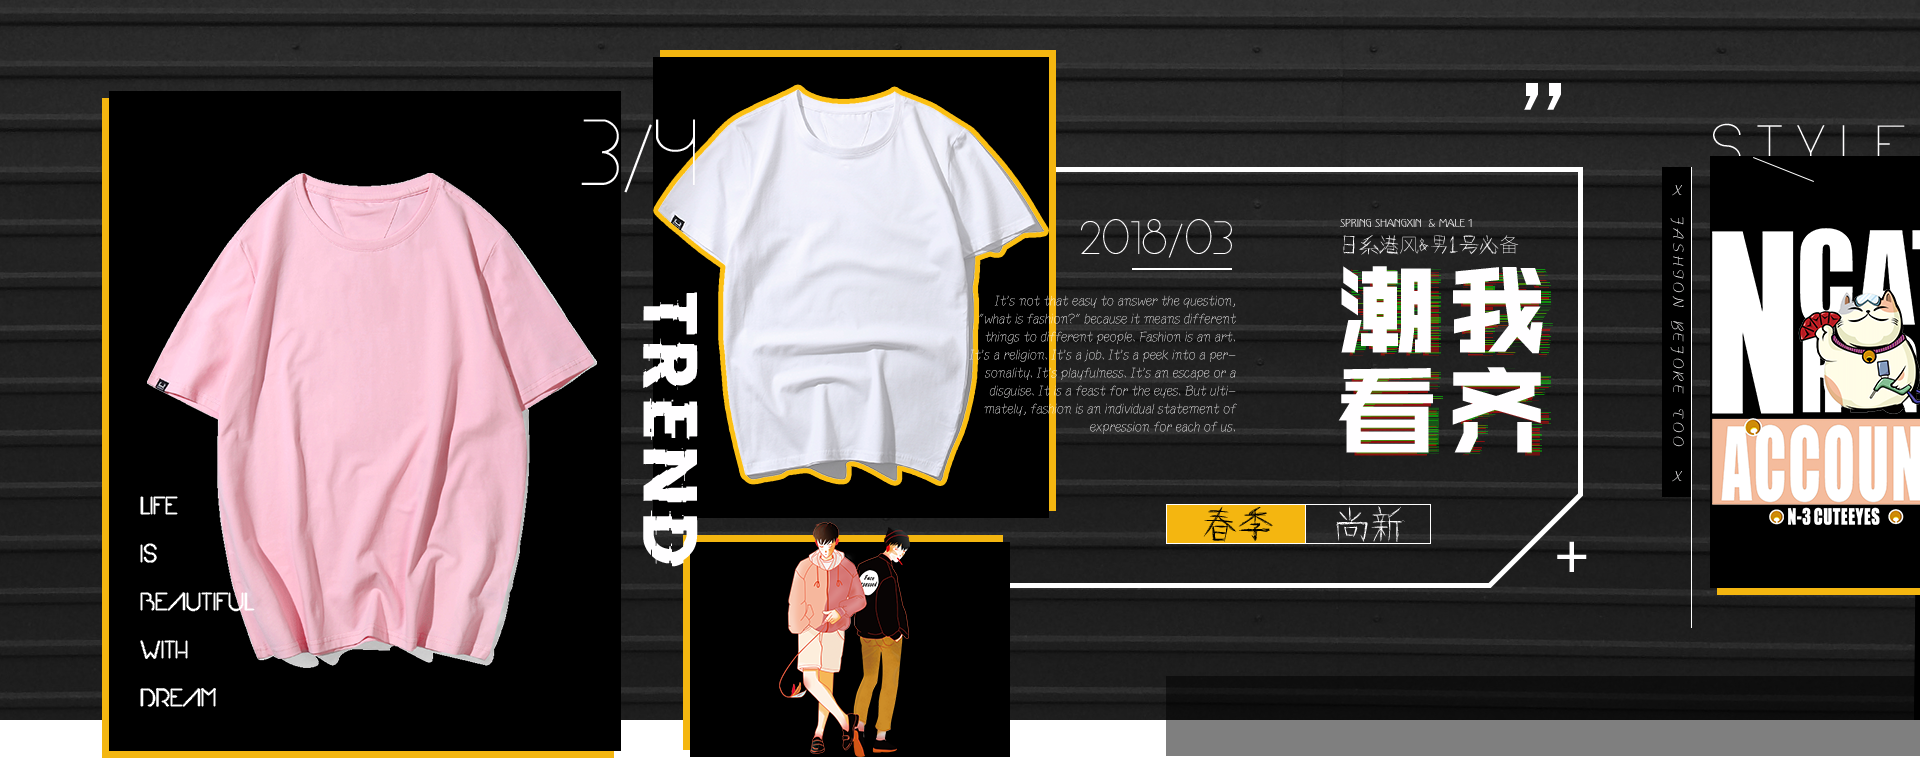 3/4
LIFE
IS
BEAUTIFUL
WITH
DREAM
TREND
2018/03
It's not that easy to answer the question,
"what is fashion?" because it means different
things to different people. Fashion is an art.
It's a religion. It's a job. It's a peek into a per-
sonality. It's playfulness. It's an escape or a
disguise. It's a feast for the eyes. But ulti-
mately, fashion is an individual statement of
expression for each of us.
”
SPRING SHANGXIN & MALE 1
日系港风&男1号必备
潮我
看齐
春季 尚新
+
STYLE
X FASHION BEFORE TOO X
NCAT
ACCOUN
N-3 CUTEEYES